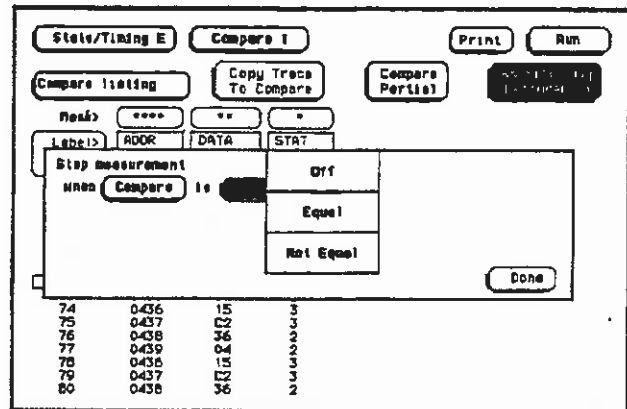 State/Timing E Compare 1 Print Run
Compare listing Copy Trace To Compare Compare Partial
Mask> **** ** *
Label> ADDR DATA STAT
Stop measurement
when Compare is
Off
Equal
Not Equal
Done
74 0436 15 3
75 0437 C2 3
76 0438 36 2
77 0439 04 2
78 0436 15 3
79 0437 C2 3
80 0438 36 2